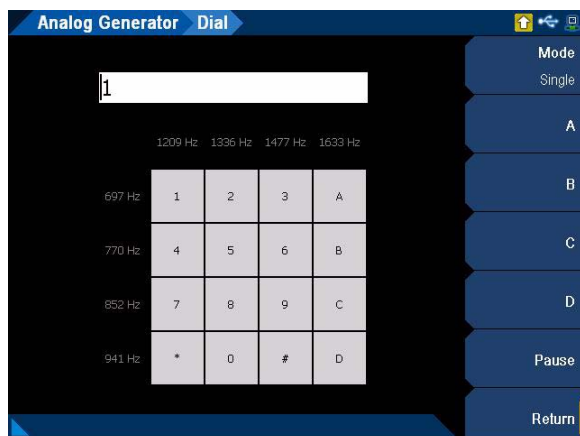 Analog Generator Dial
Mode
Single
1
A
1209 Hz 1336 Hz 1477 Hz 1633 Hz
B
697 Hz 1 2 3 A
770 Hz 4 5 6 B
C
852 Hz 7 8 9 C
D
941 Hz * 0 # D
Pause
Return